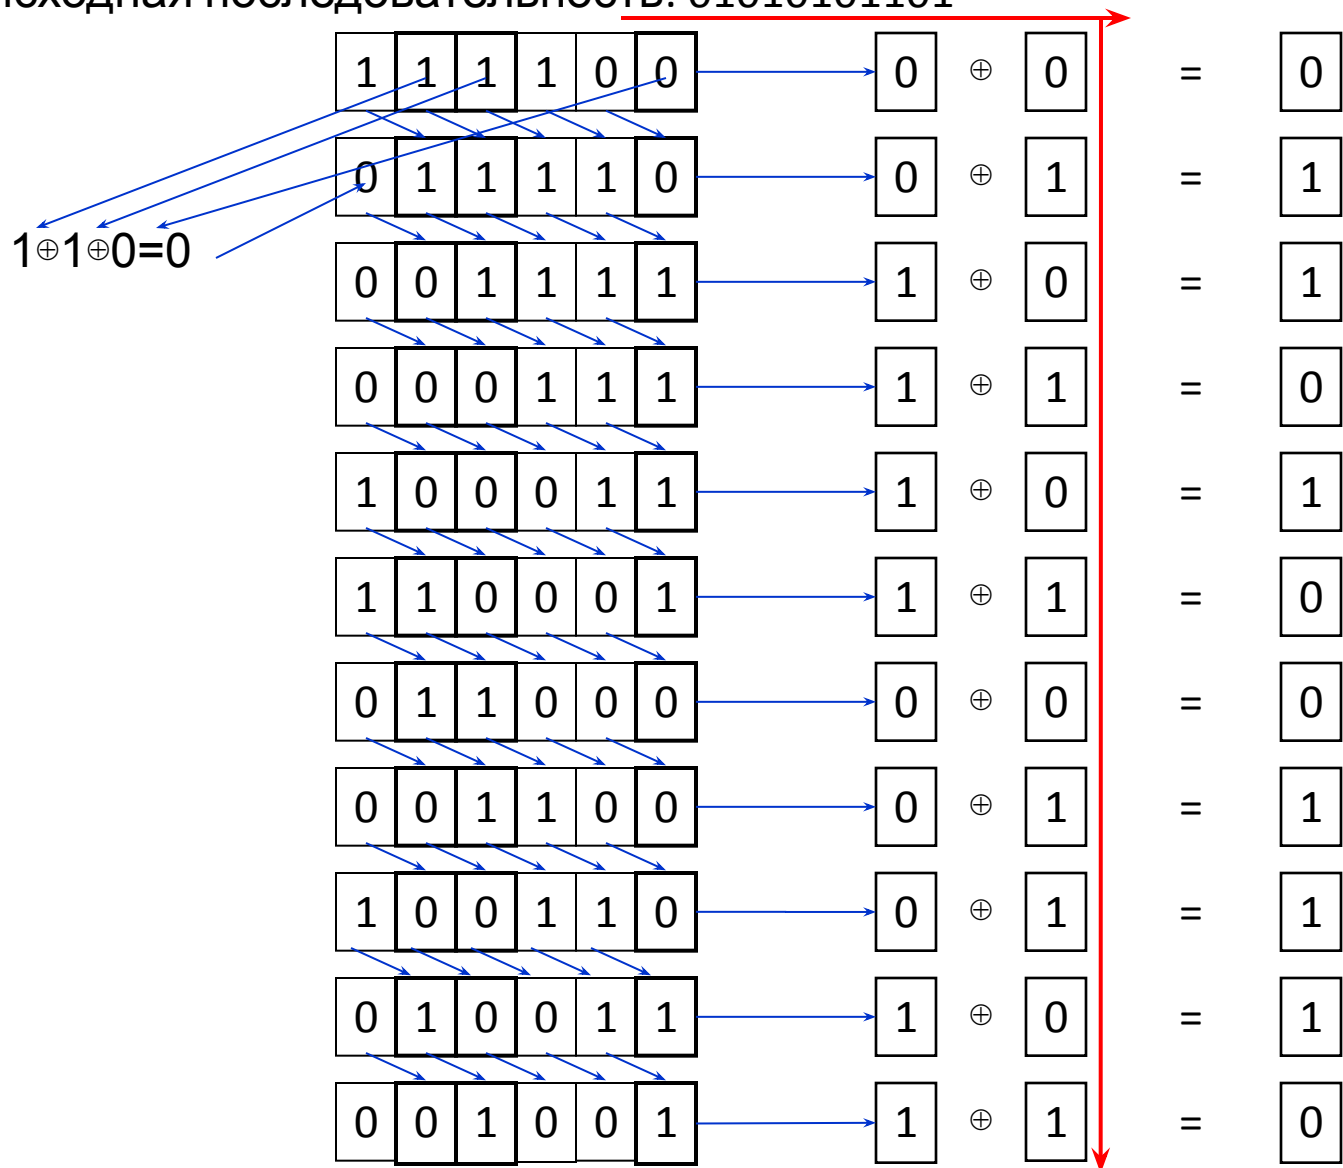 исходная последовательность: 01010101101
1 1 1 1 0 0 0 ⊕ 0 = 0
0 1 1 1 1 0 0 ⊕ 1 = 1
1⊕1⊕0=0
0 0 1 1 1 1 1 ⊕ 0 = 1
0 0 0 1 1 1 1 ⊕ 1 = 0
1 0 0 0 1 1 1 ⊕ 0 = 1
1 1 0 0 0 1 1 ⊕ 1 = 0
0 1 1 0 0 0 0 ⊕ 0 = 0
0 0 1 1 0 0 0 ⊕ 1 = 1
1 0 0 1 1 0 0 ⊕ 1 = 1
0 1 0 0 1 1 1 ⊕ 0 = 1
0 0 1 0 0 1 1 ⊕ 1 = 0